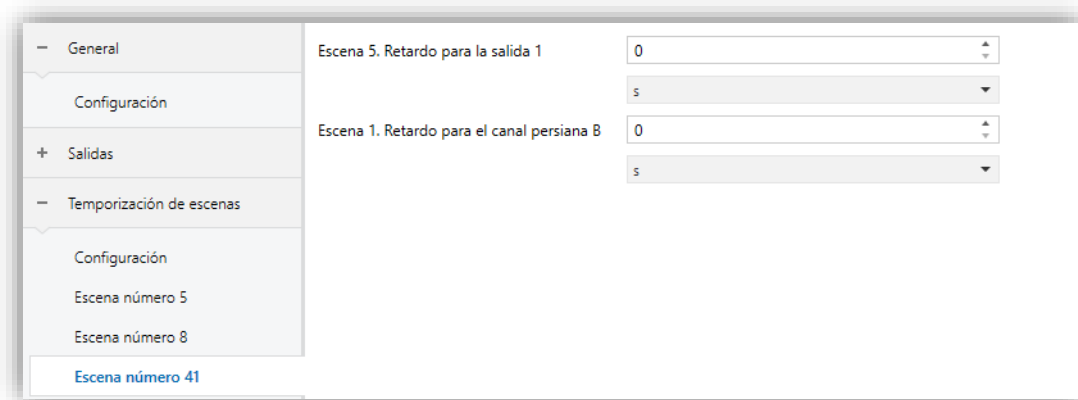 General
Configuración
Salidas
Temporización de escenas
Configuración
Escena número 5
Escena número 8
Escena número 41
Escena 5. Retardo para la salida 1
0
s
Escena 1. Retardo para el canal persiana B
0
s